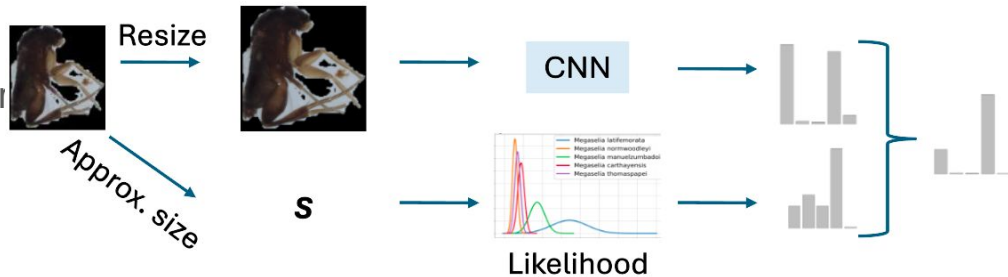 Resize
CNN
r
Approx. size
s
Megaselia latifemorata
Megaselia normwoodleyi
Megaselia manuelzumbadoi
Megaselia carthayensis
Megaselia thomaspapei
Likelihood